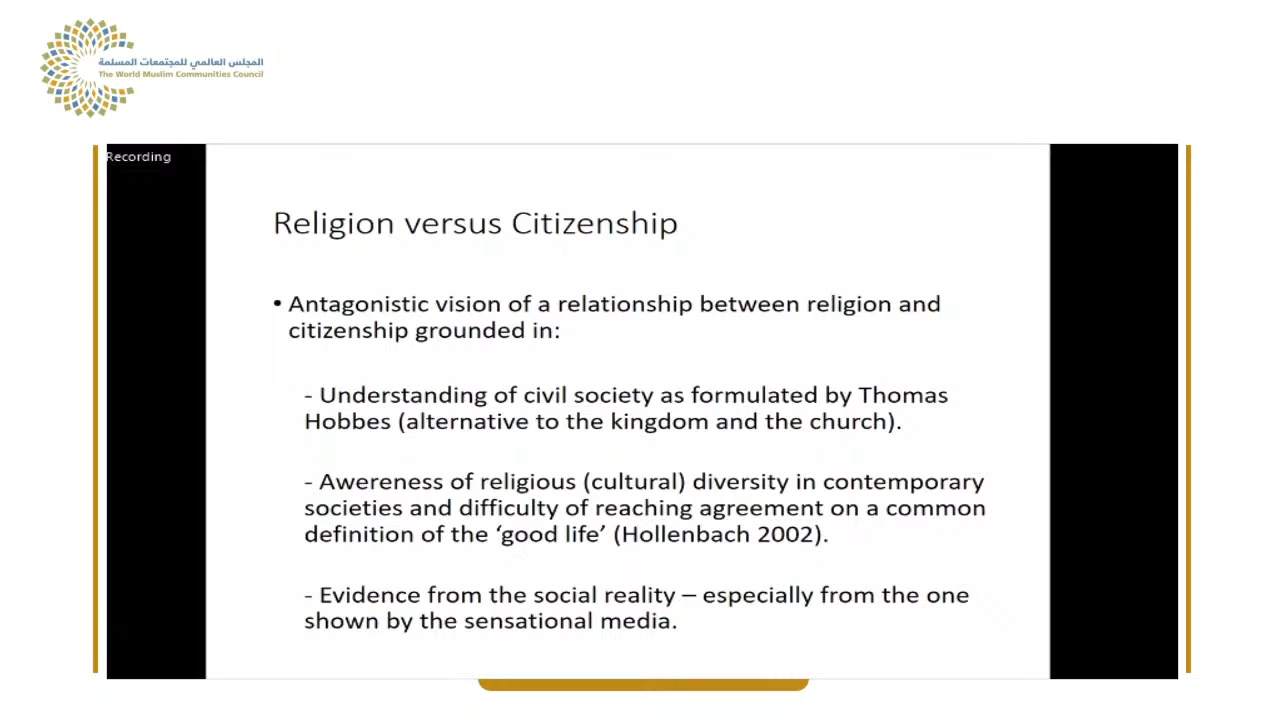 المجلس العالمي للمجتمعات المسلمة
The World Muslim Communities Council
Recording
Religion versus Citizenship
• Antagonistic vision of a relationship between religion and
citizenship grounded in:
- Understanding of civil society as formulated by Thomas
Hobbes (alternative to the kingdom and the church).
- Awereness of religious (cultural) diversity in contemporary
societies and difficulty of reaching agreement on a common
definition of the ‘good life’ (Hollenbach 2002).
- Evidence from the social reality – especially from the one
shown by the sensational media.